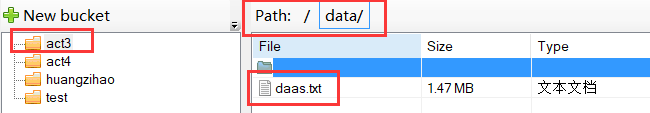 New bucket
act3
act4
huangzihao
test
Path: / data/
File Size Type
daas.txt 1.47 MB 文本文档